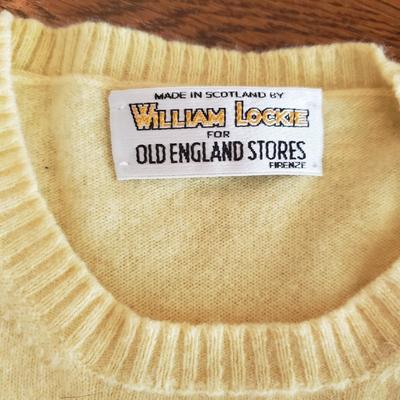 MADE IN SCOTLAND BY
WILLIAM LOCKIE
FOR
OLD ENGLAND STORES
FIRENZE